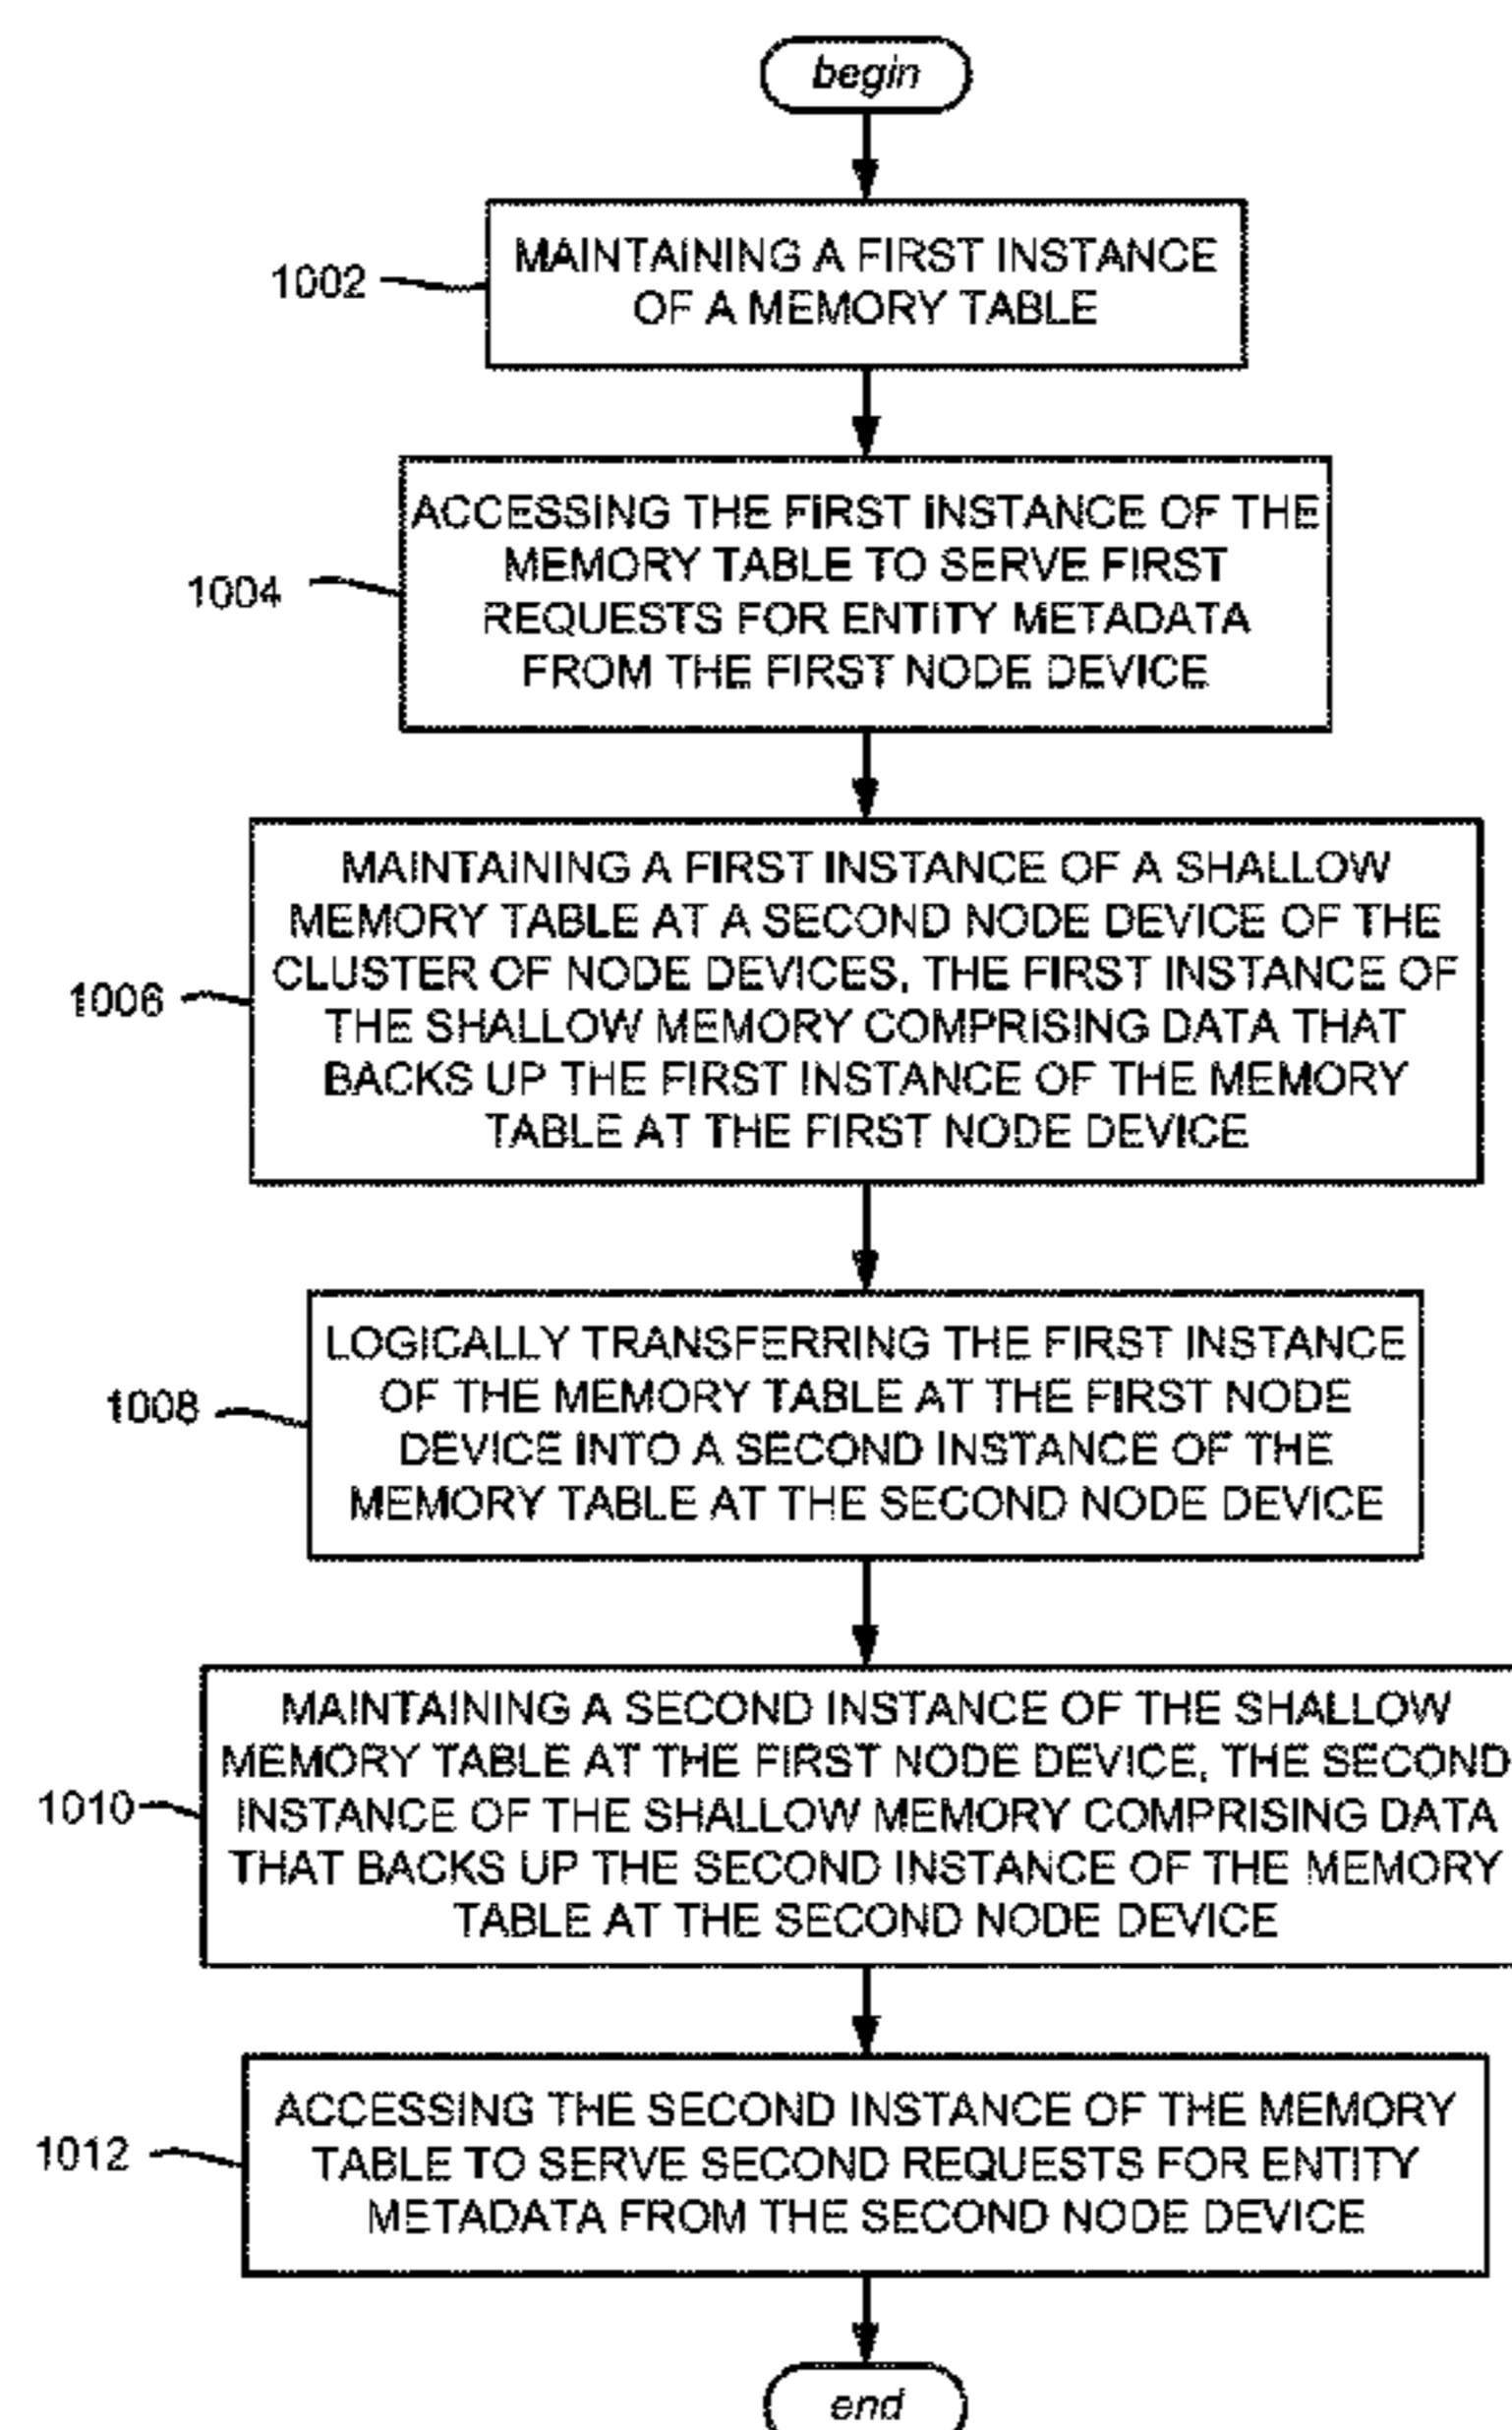 begin
1002
MAINTAINING A FIRST INSTANCE
OF A MEMORY TABLE
1004
ACCESSING THE FIRST INSTANCE OF THE
MEMORY TABLE TO SERVE FIRST
REQUESTS FOR ENTITY METADATA
FROM THE FIRST NODE DEVICE
1006
MAINTAINING A FIRST INSTANCE OF A SHALLOW
MEMORY TABLE AT A SECOND NODE DEVICE OF THE
CLUSTER OF NODE DEVICES, THE FIRST INSTANCE OF
THE SHALLOW MEMORY COMPRISING DATA THAT
BACKS UP THE FIRST INSTANCE OF THE MEMORY
TABLE AT THE FIRST NODE DEVICE
1008
LOGICALLY TRANSFERRING THE FIRST INSTANCE
OF THE MEMORY TABLE AT THE FIRST NODE
DEVICE INTO A SECOND INSTANCE OF THE
MEMORY TABLE AT THE SECOND NODE DEVICE
1010
MAINTAINING A SECOND INSTANCE OF THE SHALLOW
MEMORY TABLE AT THE FIRST NODE DEVICE, THE SECOND
INSTANCE OF THE SHALLOW MEMORY COMPRISING DATA
THAT BACKS UP THE SECOND INSTANCE OF THE MEMORY
TABLE AT THE SECOND NODE DEVICE
1012
ACCESSING THE SECOND INSTANCE OF THE MEMORY
TABLE TO SERVE SECOND REQUESTS FOR ENTITY
METADATA FROM THE SECOND NODE DEVICE
end